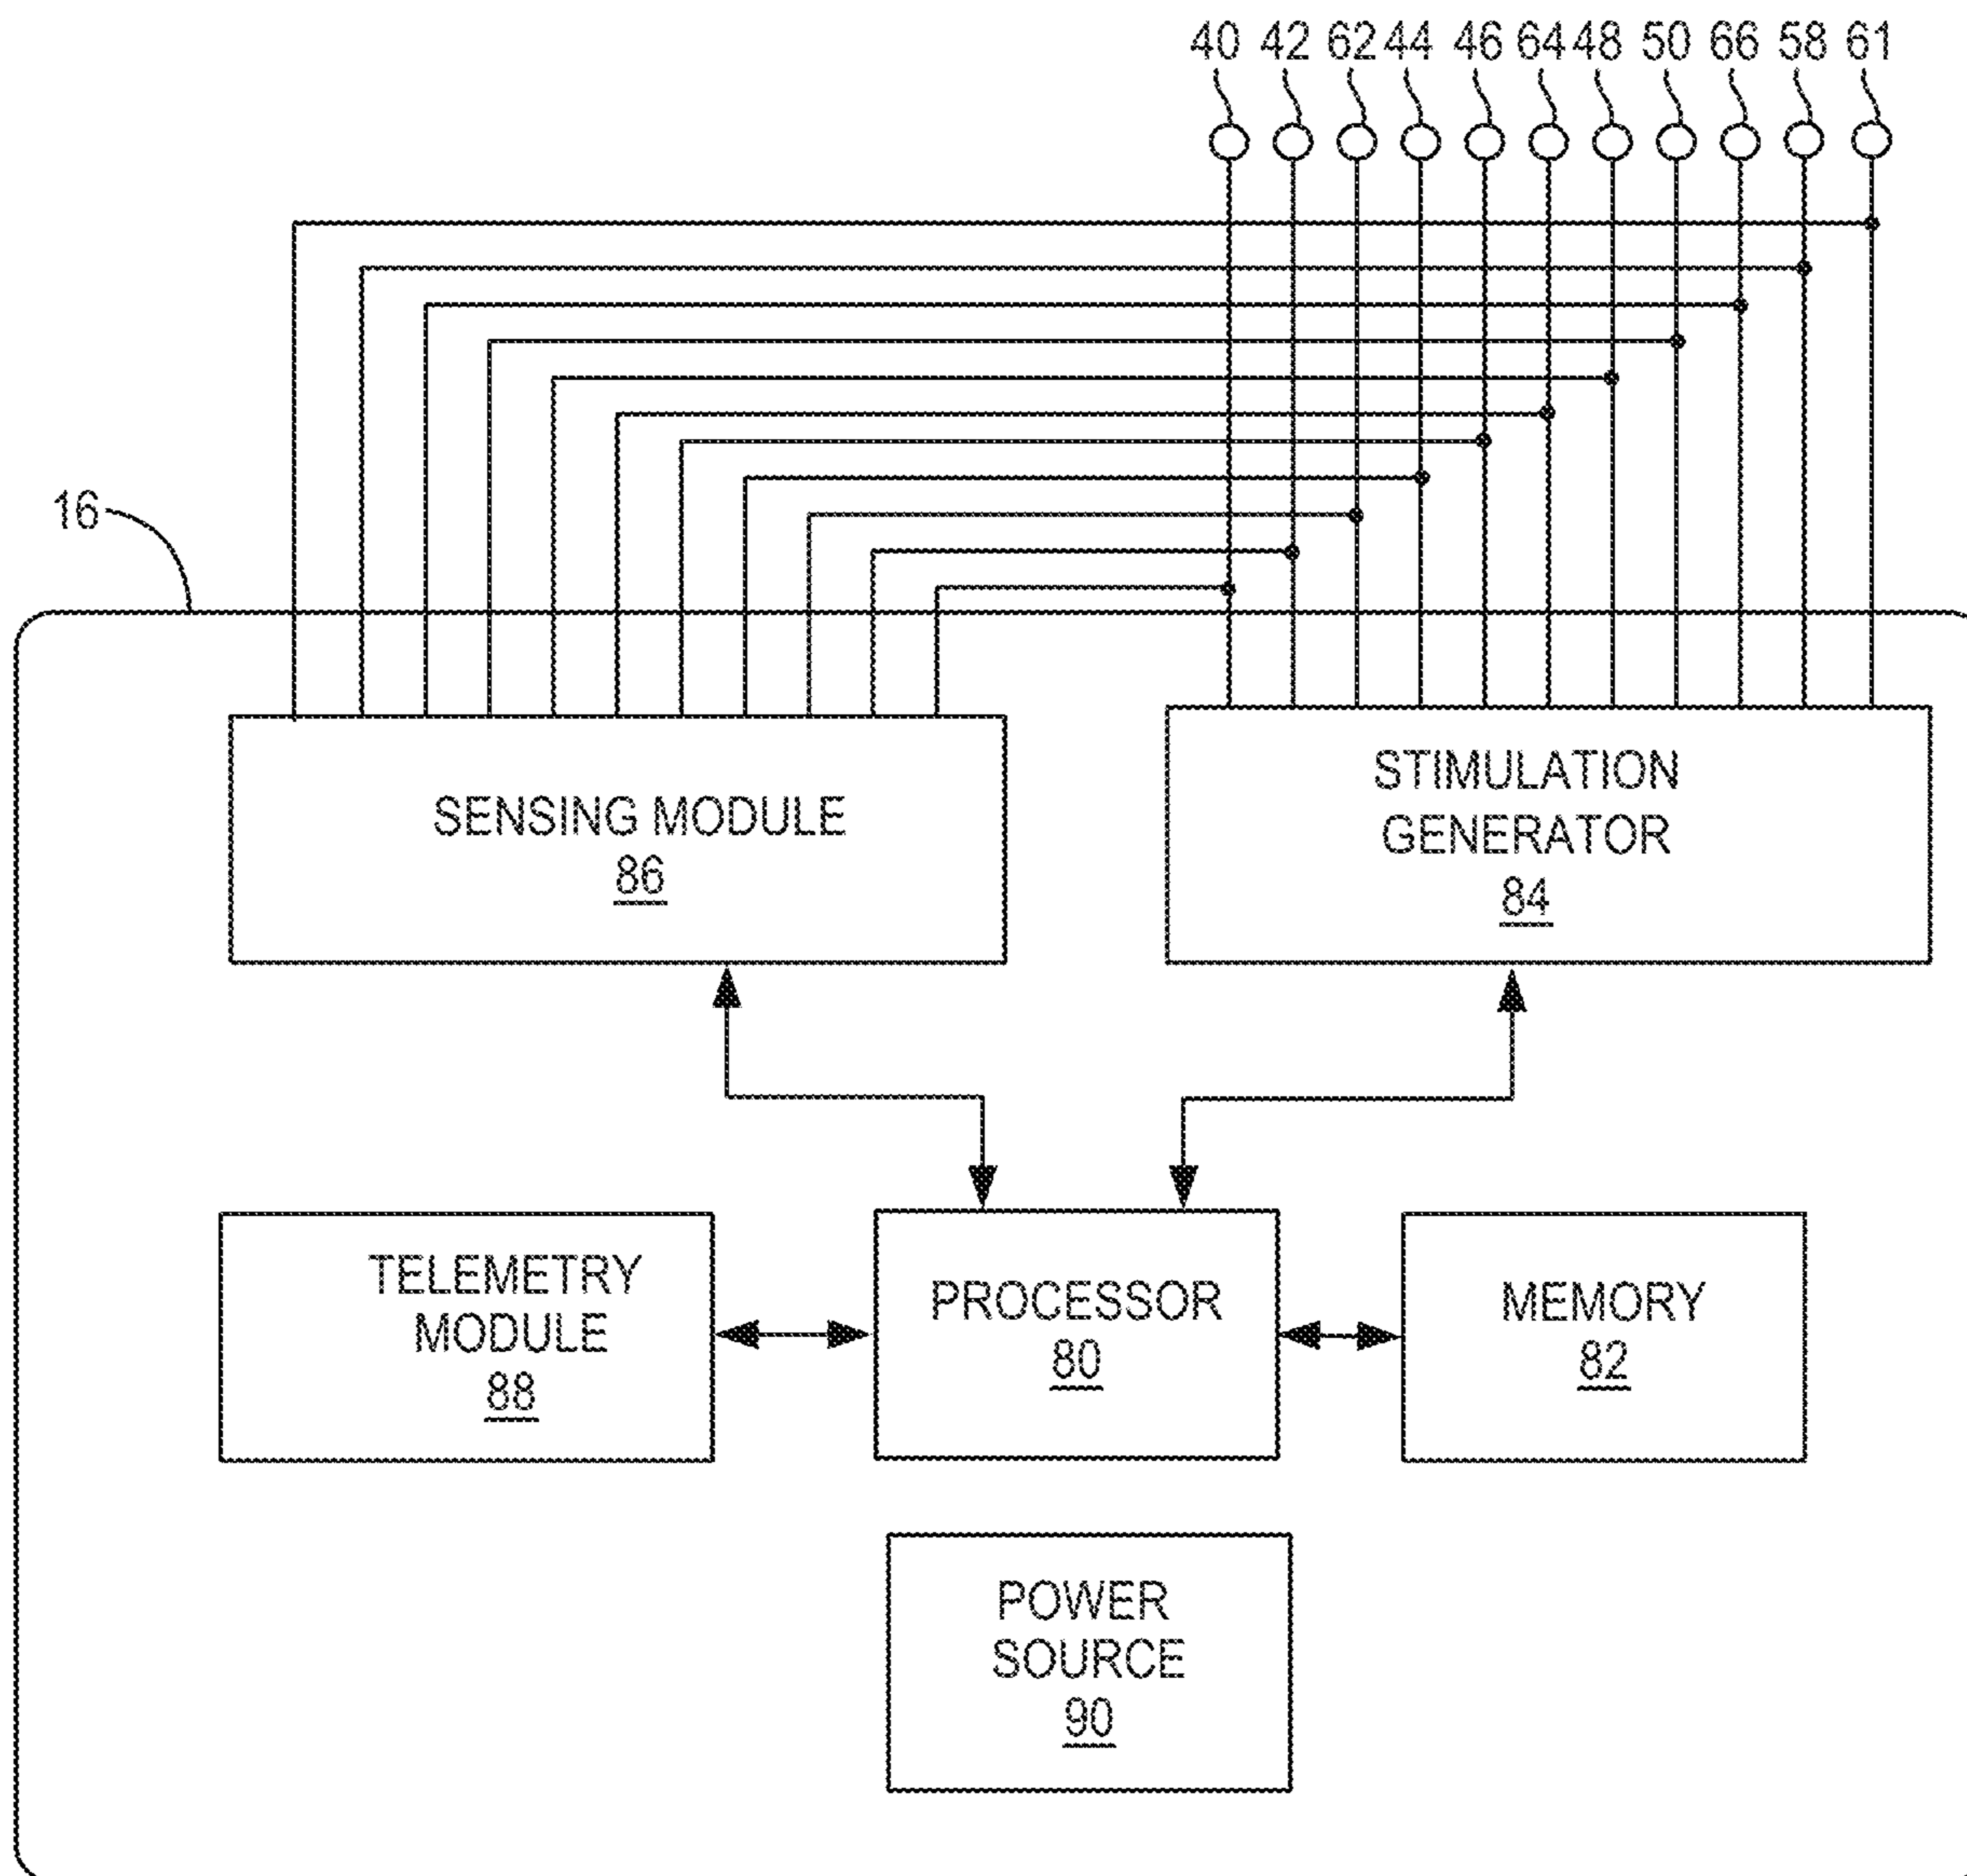 40 42 62 44 46 64 48 50 66 58 61
16
SENSING MODULE
86
STIMULATION
GENERATOR
84
TELEMETRY
MODULE
88
PROCESSOR
80
MEMORY
82
POWER
SOURCE
90